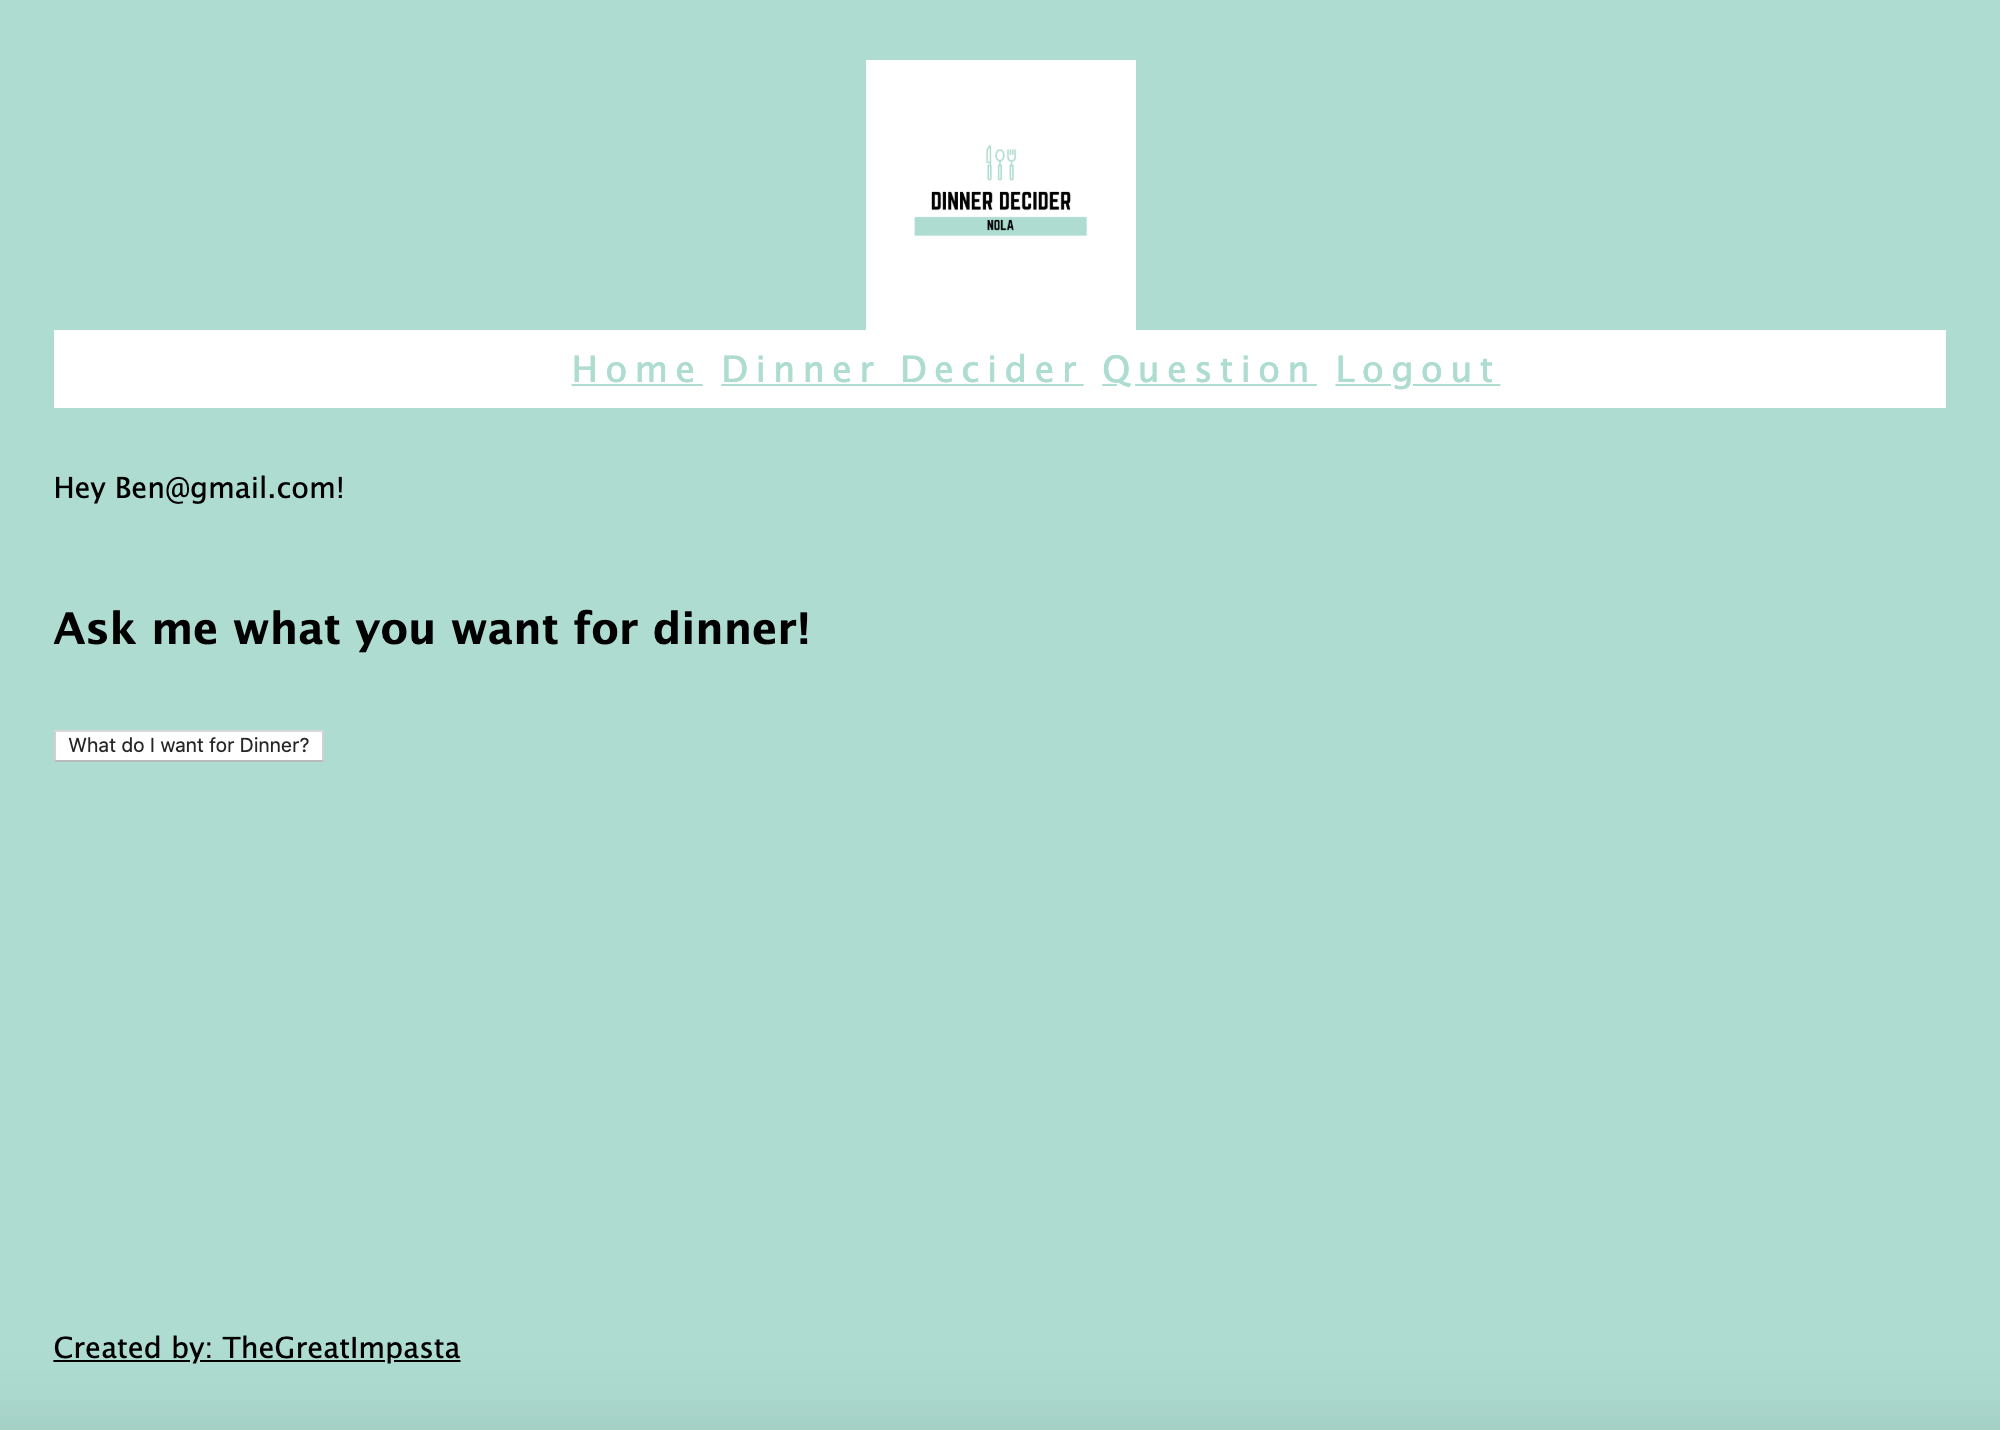 DINNER DECIDER
NOLA
Home Dinner Decider Question Logout
Hey Ben@gmail.com!
Ask me what you want for dinner!
What do I want for Dinner?
Created by: TheGreatImpasta